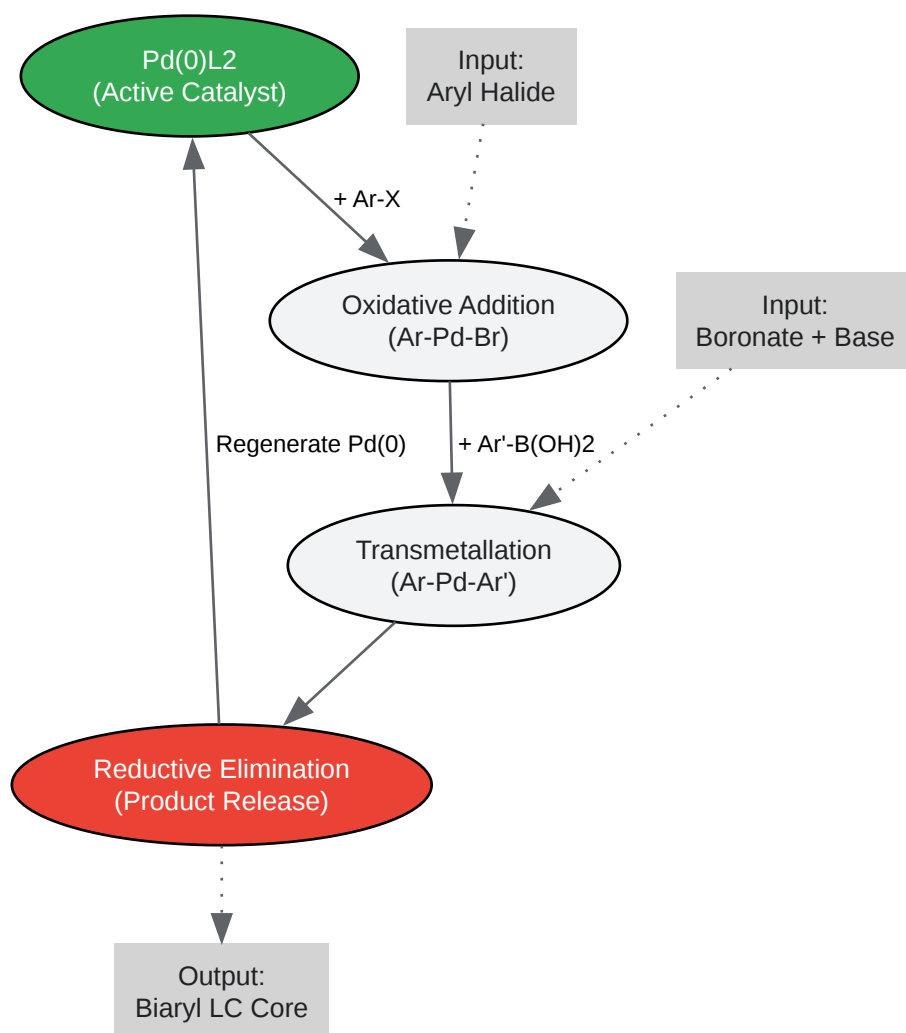 Pd(0)L2
(Active Catalyst)
Input:
Aryl Halide
+ Ar-X
Oxidative Addition
(Ar-Pd-Br)
Input:
Boronate + Base
Regenerate Pd(0)
+ Ar'-B(OH)2
Transmetallation
(Ar-Pd-Ar')
Reductive Elimination
(Product Release)
Output:
Biaryl LC Core